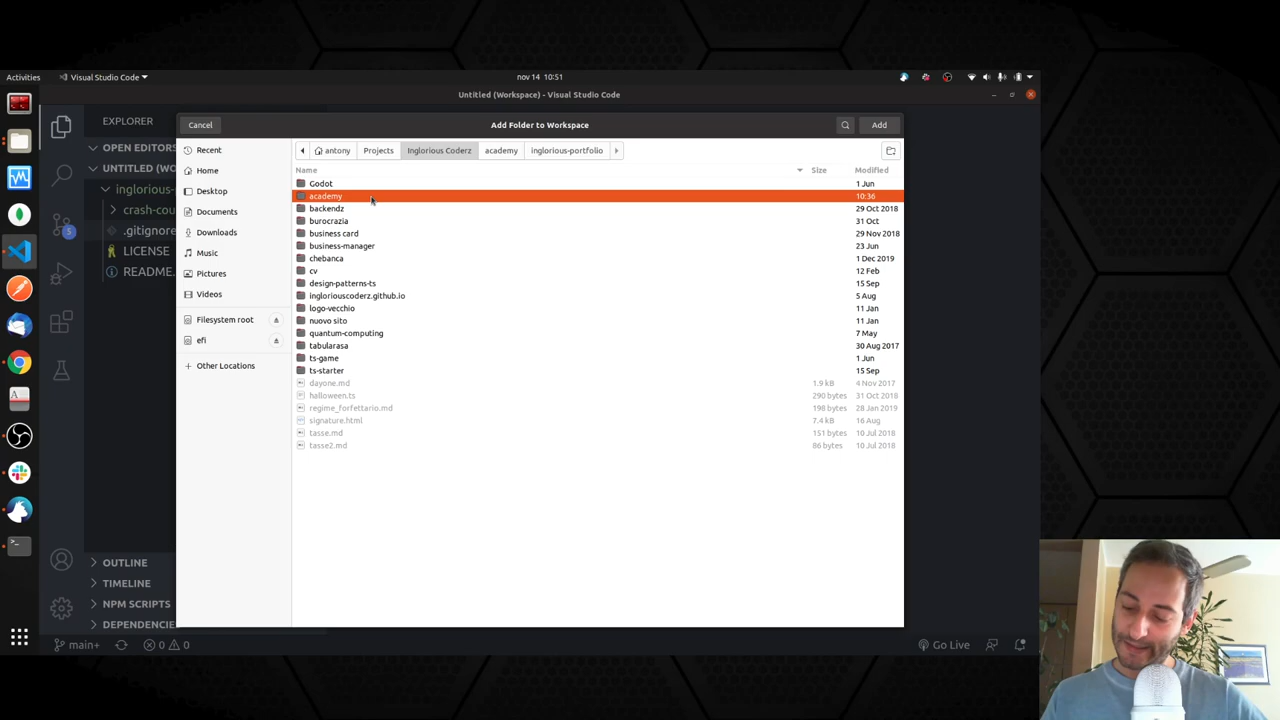 Activities Visual Studio Code nov 14 10:51
Untitled (Workspace) - Visual Studio Code
EXPLORER
OPEN EDITORS
UNTITLED (W
inglorious-
crash-cou
.gitignore
LICENSE
README.
OUTLINE
TIMELINE
NPM SCRIPTS
DEPENDENCIE
5
Cancel Add Folder to Workspace Add
Recent
Home
Desktop
Documents
Downloads
Music
Pictures
Videos
Filesystem root
efi
Other Locations
antony Projects Inglorious Coderz academy inglorious-portfolio
Name Size Modified
Godot 1 Jun
academy 10:36
backendz 29 Oct 2018
burocrazia 31 Oct
business card 29 Nov 2018
business-manager 23 Jun
chebanca 1 Dec 2019
cv 12 Feb
design-patterns-ts 15 Sep
ingloriouscoderz.github.io 5 Aug
logo-vecchio 11 Jan
nuovo sito 11 Jan
quantum-computing 7 May
tabularasa 30 Aug 2017
ts-game 1 Jun
ts-starter 15 Sep
dayone.md 1.9 kB 4 Nov 2017
halloween.ts 290 bytes 31 Oct 2018
regime_forfettario.md 198 bytes 28 Jan 2019
signature.html 7.4 kB 16 Aug
tasse.md 151 bytes 10 Jul 2018
tasse2.md 86 bytes 10 Jul 2018
main+ 0 0 Go Live